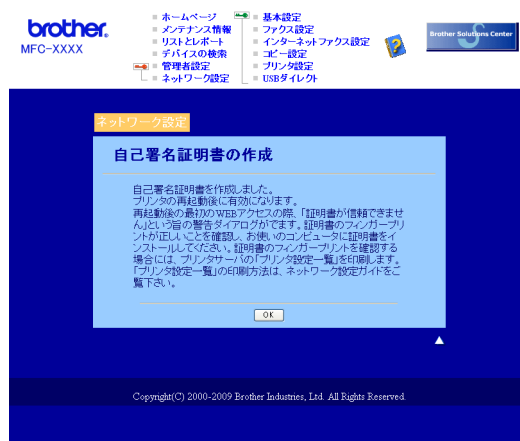 brother.
MFC-XXXX
ホームページ
メンテナンス情報
リストとレポート
デバイスの検索
管理者設定
ネットワーク設定
基本設定
ファクス設定
インターネットファクス設定
コピー設定
プリンタ設定
USBダイレクト
Brother Solutions Center
ネットワーク設定
自己署名証明書の作成
自己署名証明書を作成しました。
プリンタの再起動後に有効になります。
再起動後の最初のWEBアクセスの際、「証明書が信頼できませ
ん」という旨の警告ダイアログがでます。証明書のフィンガープリ
ントが正しいことを確認し、お使いのコンピュータに証明書をイ
ンストールしてください。証明書のフィンガープリントを確認する
場合には、プリンタサーバの「プリンタ設定一覧」を印刷します。
「プリンタ設定一覧」の印刷方法は、ネットワーク設定ガイドをご
覧下さい。
OK
Copyright(C) 2000-2009 Brother Industries, Ltd. All Rights Reserved.